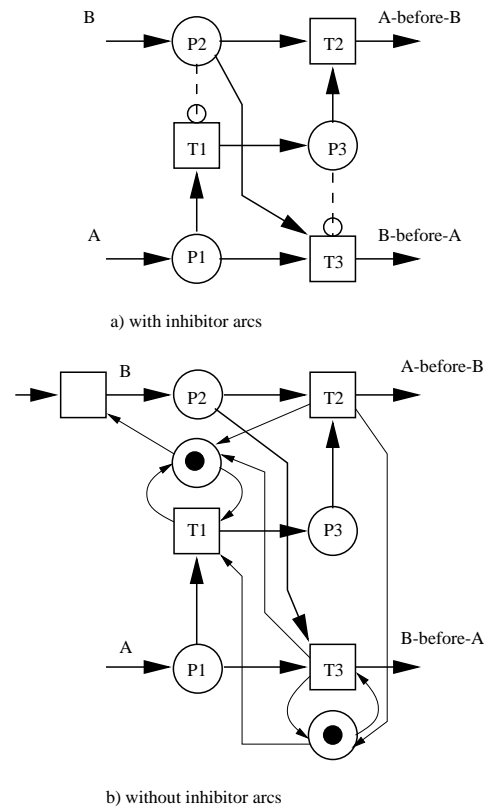 B
A-before-B
P2
T2
T1
P3
A
B-before-A
P1
T3
a) with inhibitor arcs
A-before-B
B
P2
T2
T1
P3
A
B-before-A
P1
T3
b) without inhibitor arcs